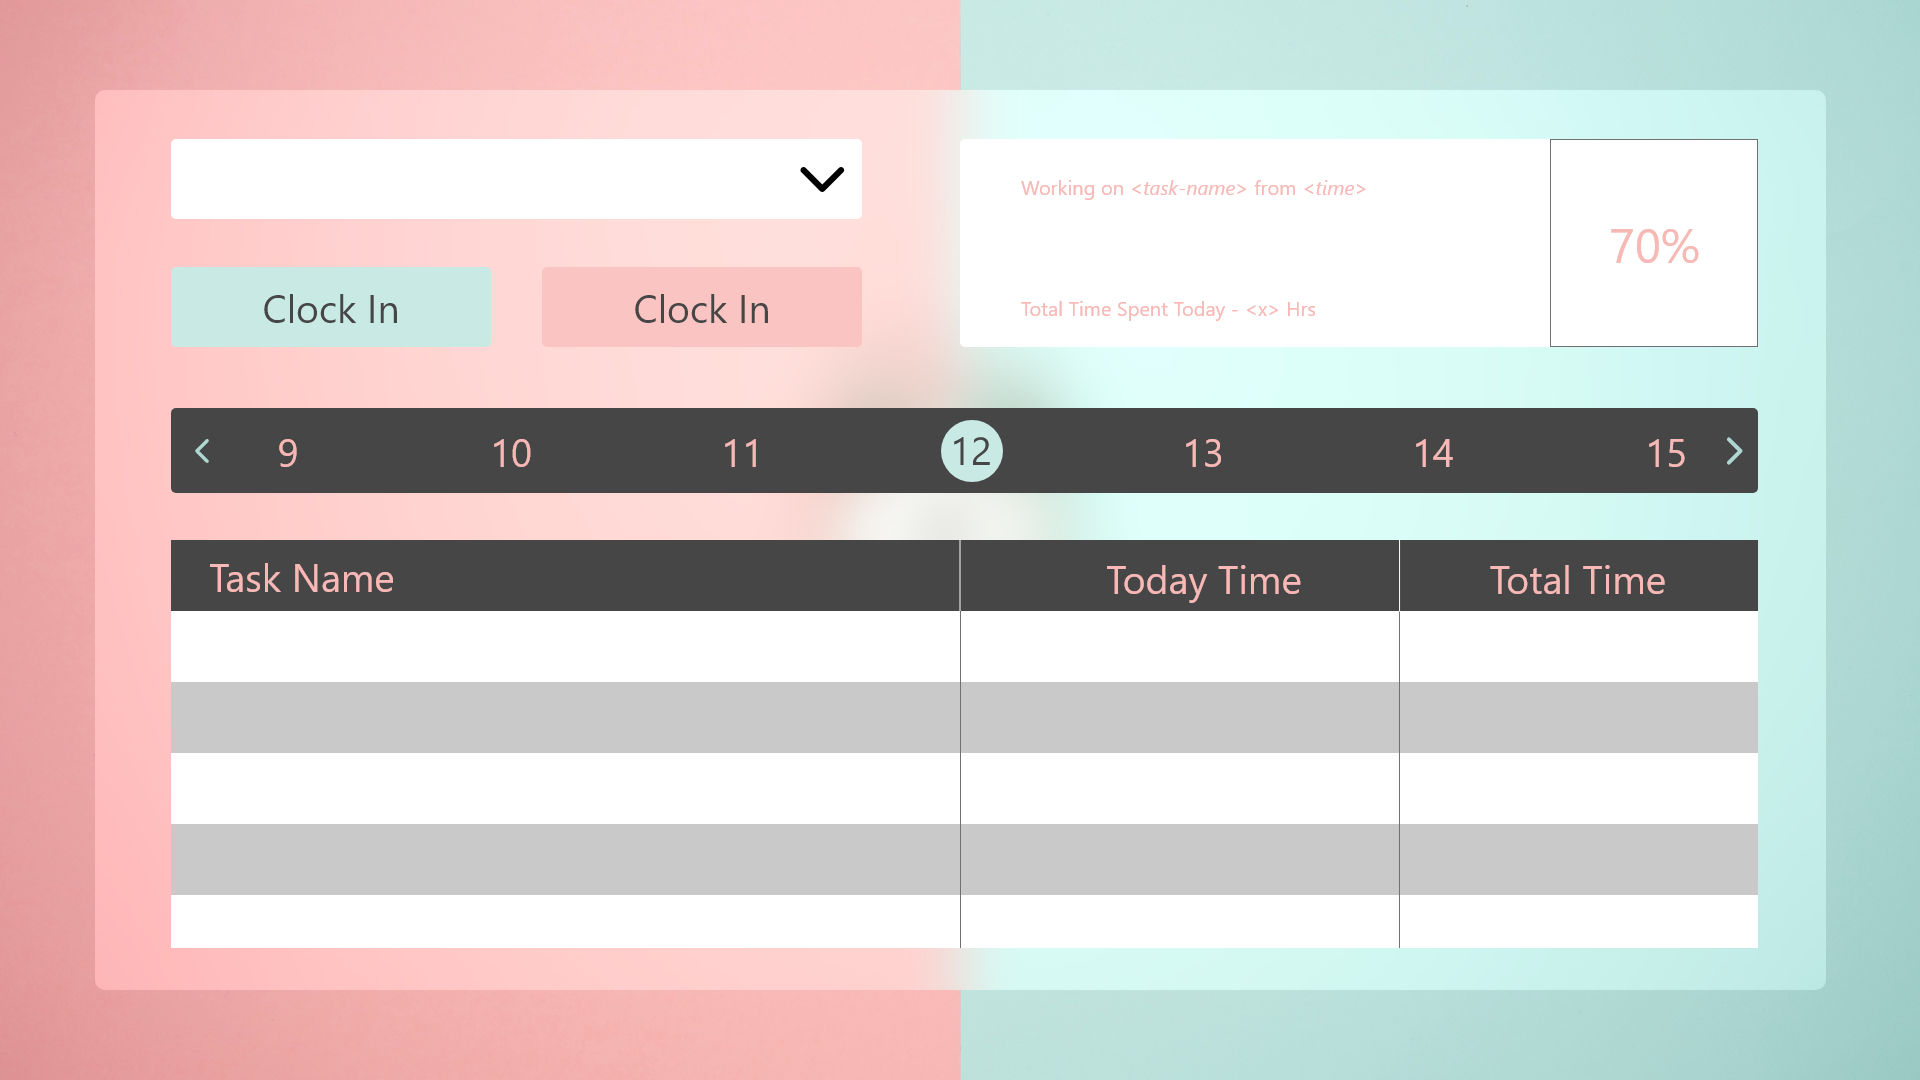 Working on <task-name> from <time>
70%
Clock In
Clock In
Total Time Spent Today - <x> Hrs
9 10 11 12 13 14 15
Task Name Today Time Total Time